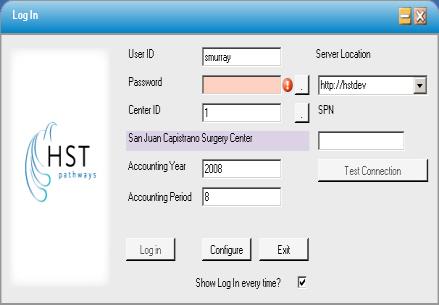 Log In
User ID
smurray
Server Location
Password
.
http://hstdev
Center ID
1
.
SPN
San Juan Capistrano Surgery Center
Accounting Year
2008
Test Connection
Accounting Period
8
HST
pathways
Log in
Configure
Exit
Show Log In every time?